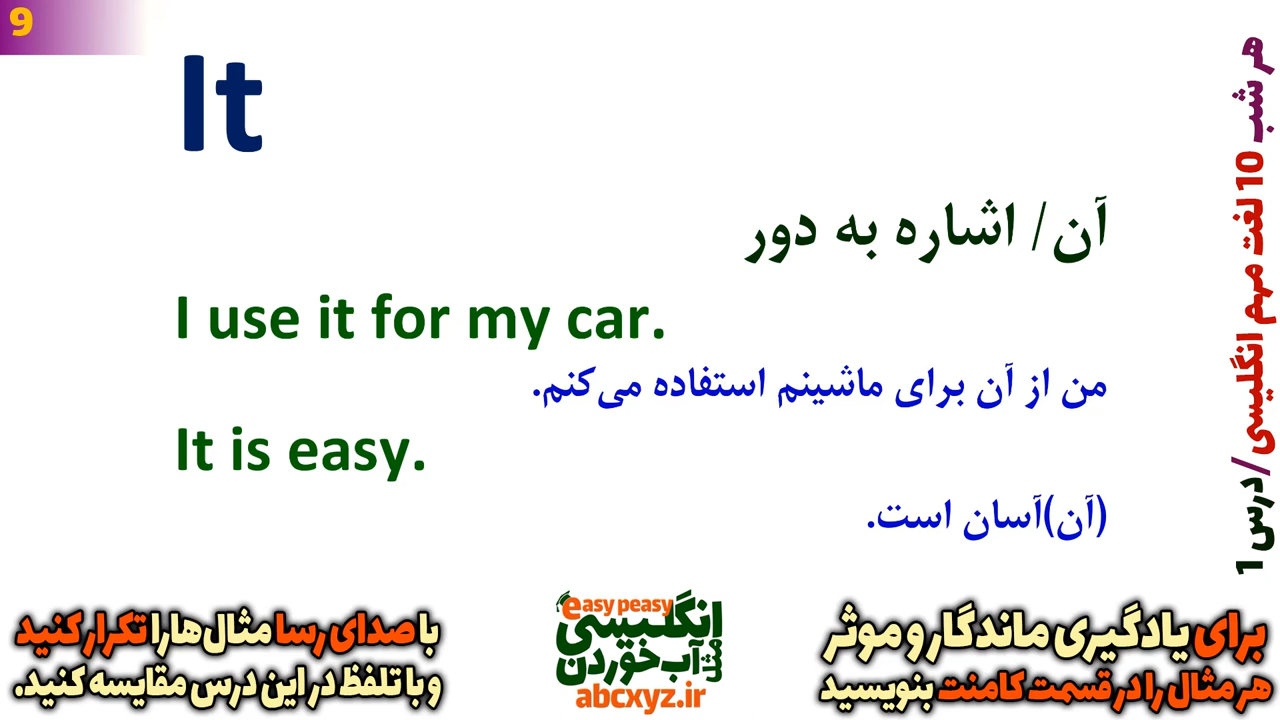 9
It
آن/ اشاره به دور
I use it for my car.
من از آن برای ماشینم استفاده می‌کنم.
It is easy.
(آن)آسان است.
هر شب 10 لغت مهم انگلیسی/درس 1
با صدای رسا مثال‌ها را تکرار کنید
و با تلفظ در این درس مقایسه کنید.
easy peasy
انگلیسی
مثل آب خوردن
abcxyz.ir
برای یادگیری ماندگار و موثر
هر مثال را در قسمت کامنت بنویسید